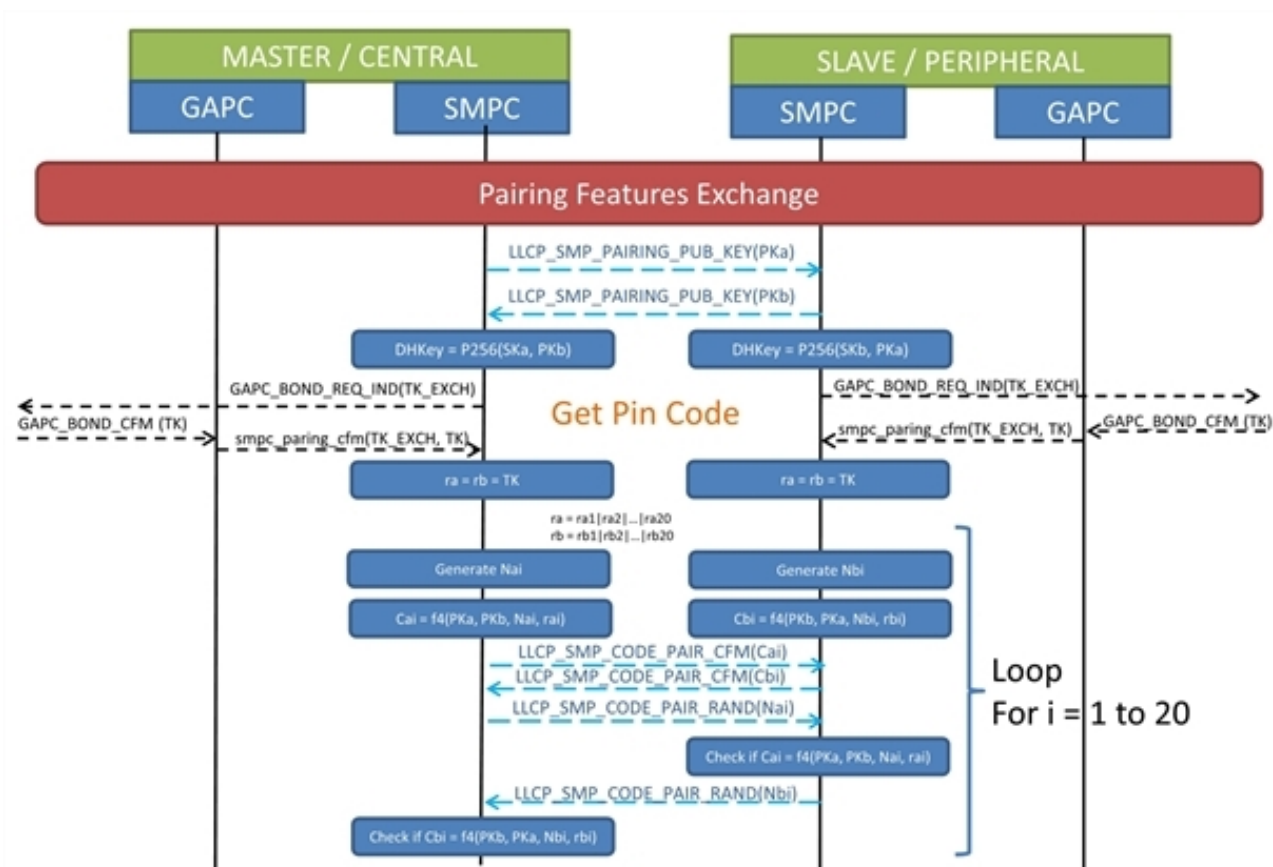 MASTER / CENTRAL
SLAVE / PERIPHERAL
GAPC
SMPC
SMPC
GAPC
Pairing Features Exchange
LLCP_SMP_PAIRING_PUB_KEY(PKa)
LLCP_SMP_PAIRING_PUB_KEY(PKb)
DHKey = P256(SKa, PKb)
DHKey = P256(SKb, PKa)
GAPC_BOND_REQ_IND(TK_EXCH)
GAPC_BOND_REQ_IND(TK_EXCH)
Get Pin Code
GAPC_BOND_CFM (TK)
GAPC_BOND_CFM (TK)
smpc_paring_cfm(TK_EXCH, TK)
smpc_paring_cfm(TK_EXCH, TK)
ra = rb = TK
ra = rb = TK
ra = ra1|ra2|...|ra20
rb = rb1|rb2|...|rb20
Generate Nai
Generate Nbi
Cai = f4(PKa, PKb, Nai, rai)
Cbi = f4(PKb, PKa, Nbi, rbi)
LLCP_SMP_CODE_PAIR_CFM(Cai)
LLCP_SMP_CODE_PAIR_CFM(Cbi)
LLCP_SMP_CODE_PAIR_RAND(Nai)
Loop
For i = 1 to 20
Check if Cai = f4(PKa, PKb, Nai, rai)
LLCP_SMP_CODE_PAIR_RAND(Nbi)
Check if Cbi = f4(PKb, PKa, Nbi, rbi)